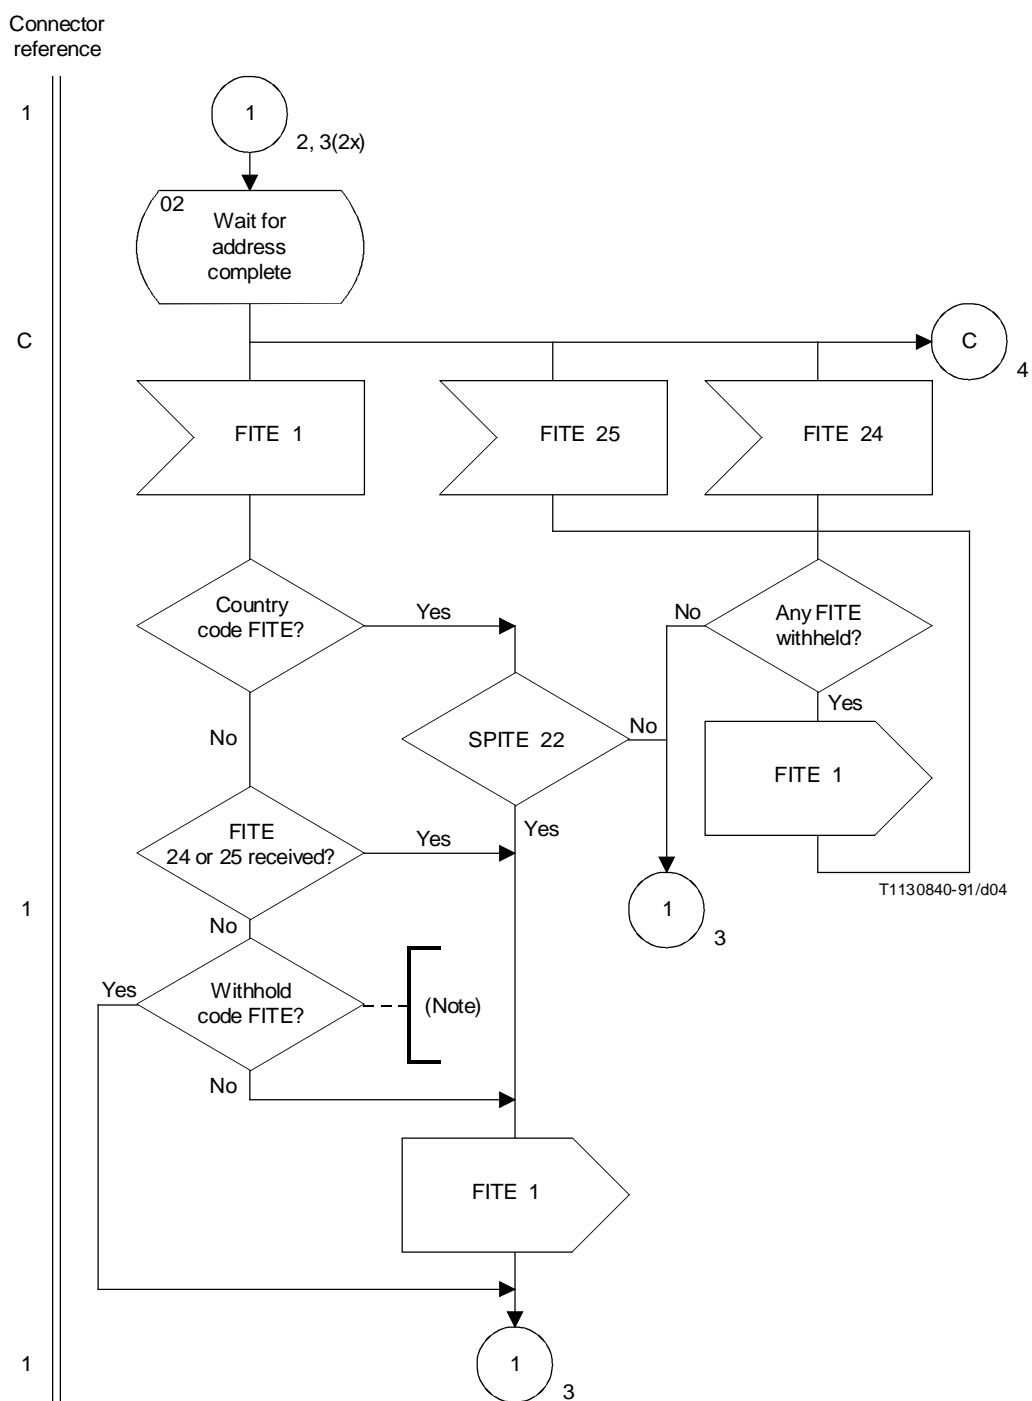 Connector
reference
1
1
2, 3(2x)
02
Wait for
address
complete
C
C
4
FITE 1
FITE 25
FITE 24
Country
code FITE?
Yes
No
Any FITE
withheld?
No
SPITE 22
No
Yes
FITE 1
FITE
24 or 25 received?
Yes
Yes
T1130840-91/d04
1
1
3
No
Yes
Withhold
code FITE?
(Note)
No
FITE 1
1
1
3